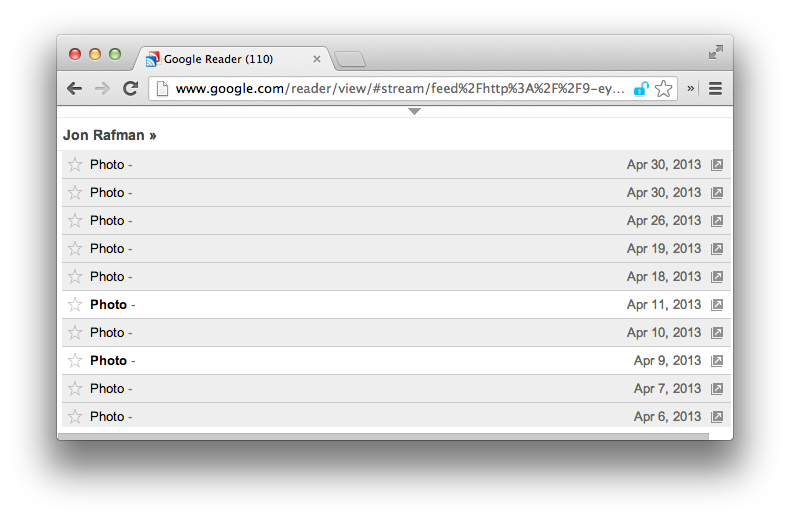 Google Reader (110)
www.google.com/reader/view/#stream/feed%2Fhttp%3A%2F%2F9-ey...
»
Jon Rafman »
Photo - Apr 30, 2013
Photo - Apr 30, 2013
Photo - Apr 26, 2013
Photo - Apr 19, 2013
Photo - Apr 18, 2013
Photo - Apr 11, 2013
Photo - Apr 10, 2013
Photo - Apr 9, 2013
Photo - Apr 7, 2013
Photo - Apr 6, 2013